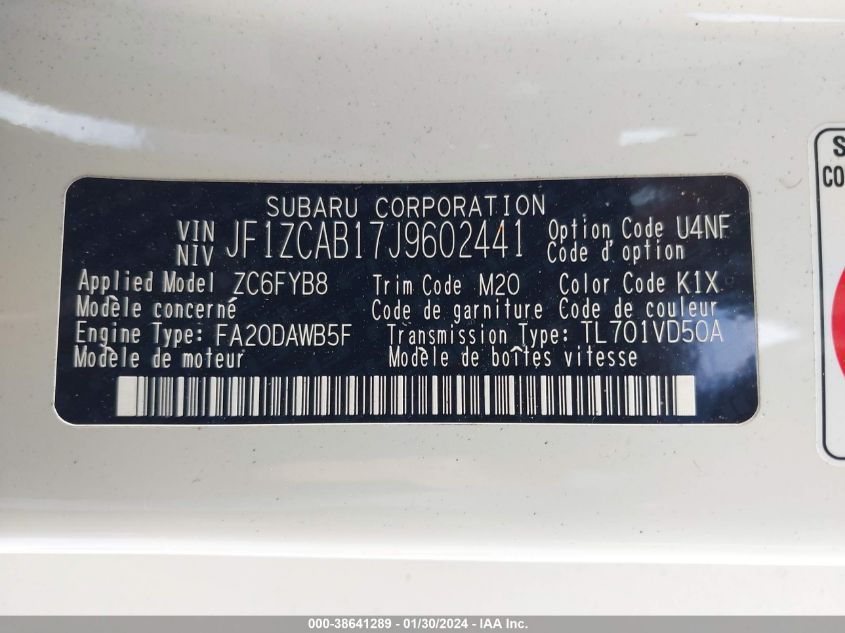 SUBARU CORPORATION
VIN NIV JF1ZCAB17J9602441 Option Code U4NF
Code d'option
Applied Model ZC6FYB8 Trim Code M20 Color Code K1X
Modèle concerné Code de garniture Code de couleur
Engine Type: FA20DAWB5F Transmission Type: TL701VD50A
Modèle de moteur Modèle de boîtes vitesse
S
CO
000-38641289 - 01/30/2024 - IAA Inc.